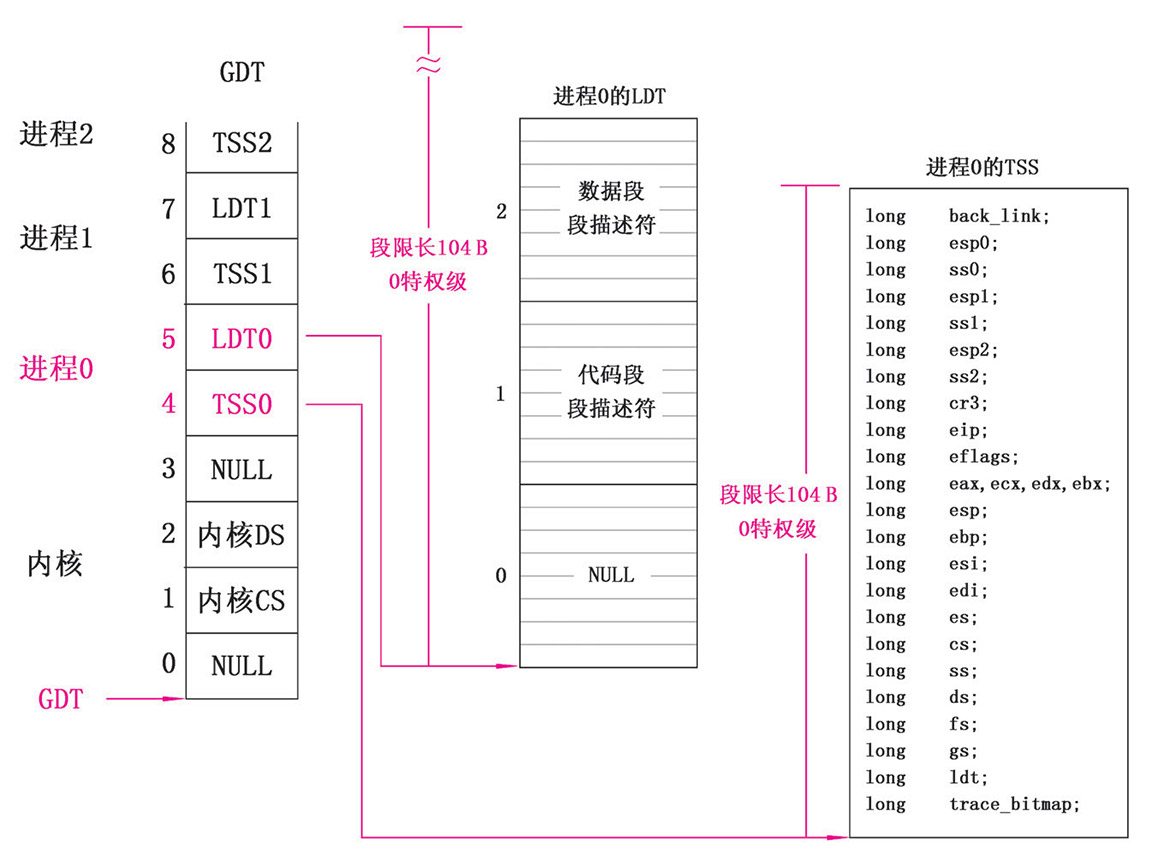 GDT
进程2
8
TSS2
7
LDT1
进程1
6
TSS1
5
LDT0
进程0
4
TSS0
3
NULL
2
内核DS
内核
1
内核CS
0
NULL
GDT
段限长104B
0特权级
进程0的LDT
2
数据段
段描述符
1
代码段
段描述符
0
NULL
段限长104B
0特权级
进程0的TSS
long back_link;
long esp0;
long ss0;
long esp1;
long ss1;
long esp2;
long ss2;
long cr3;
long eip;
long eflags;
long eax,ecx,edx,ebx;
long esp;
long ebp;
long esi;
long edi;
long es;
long cs;
long ss;
long ds;
long fs;
long gs;
long ldt;
long trace_bitmap;